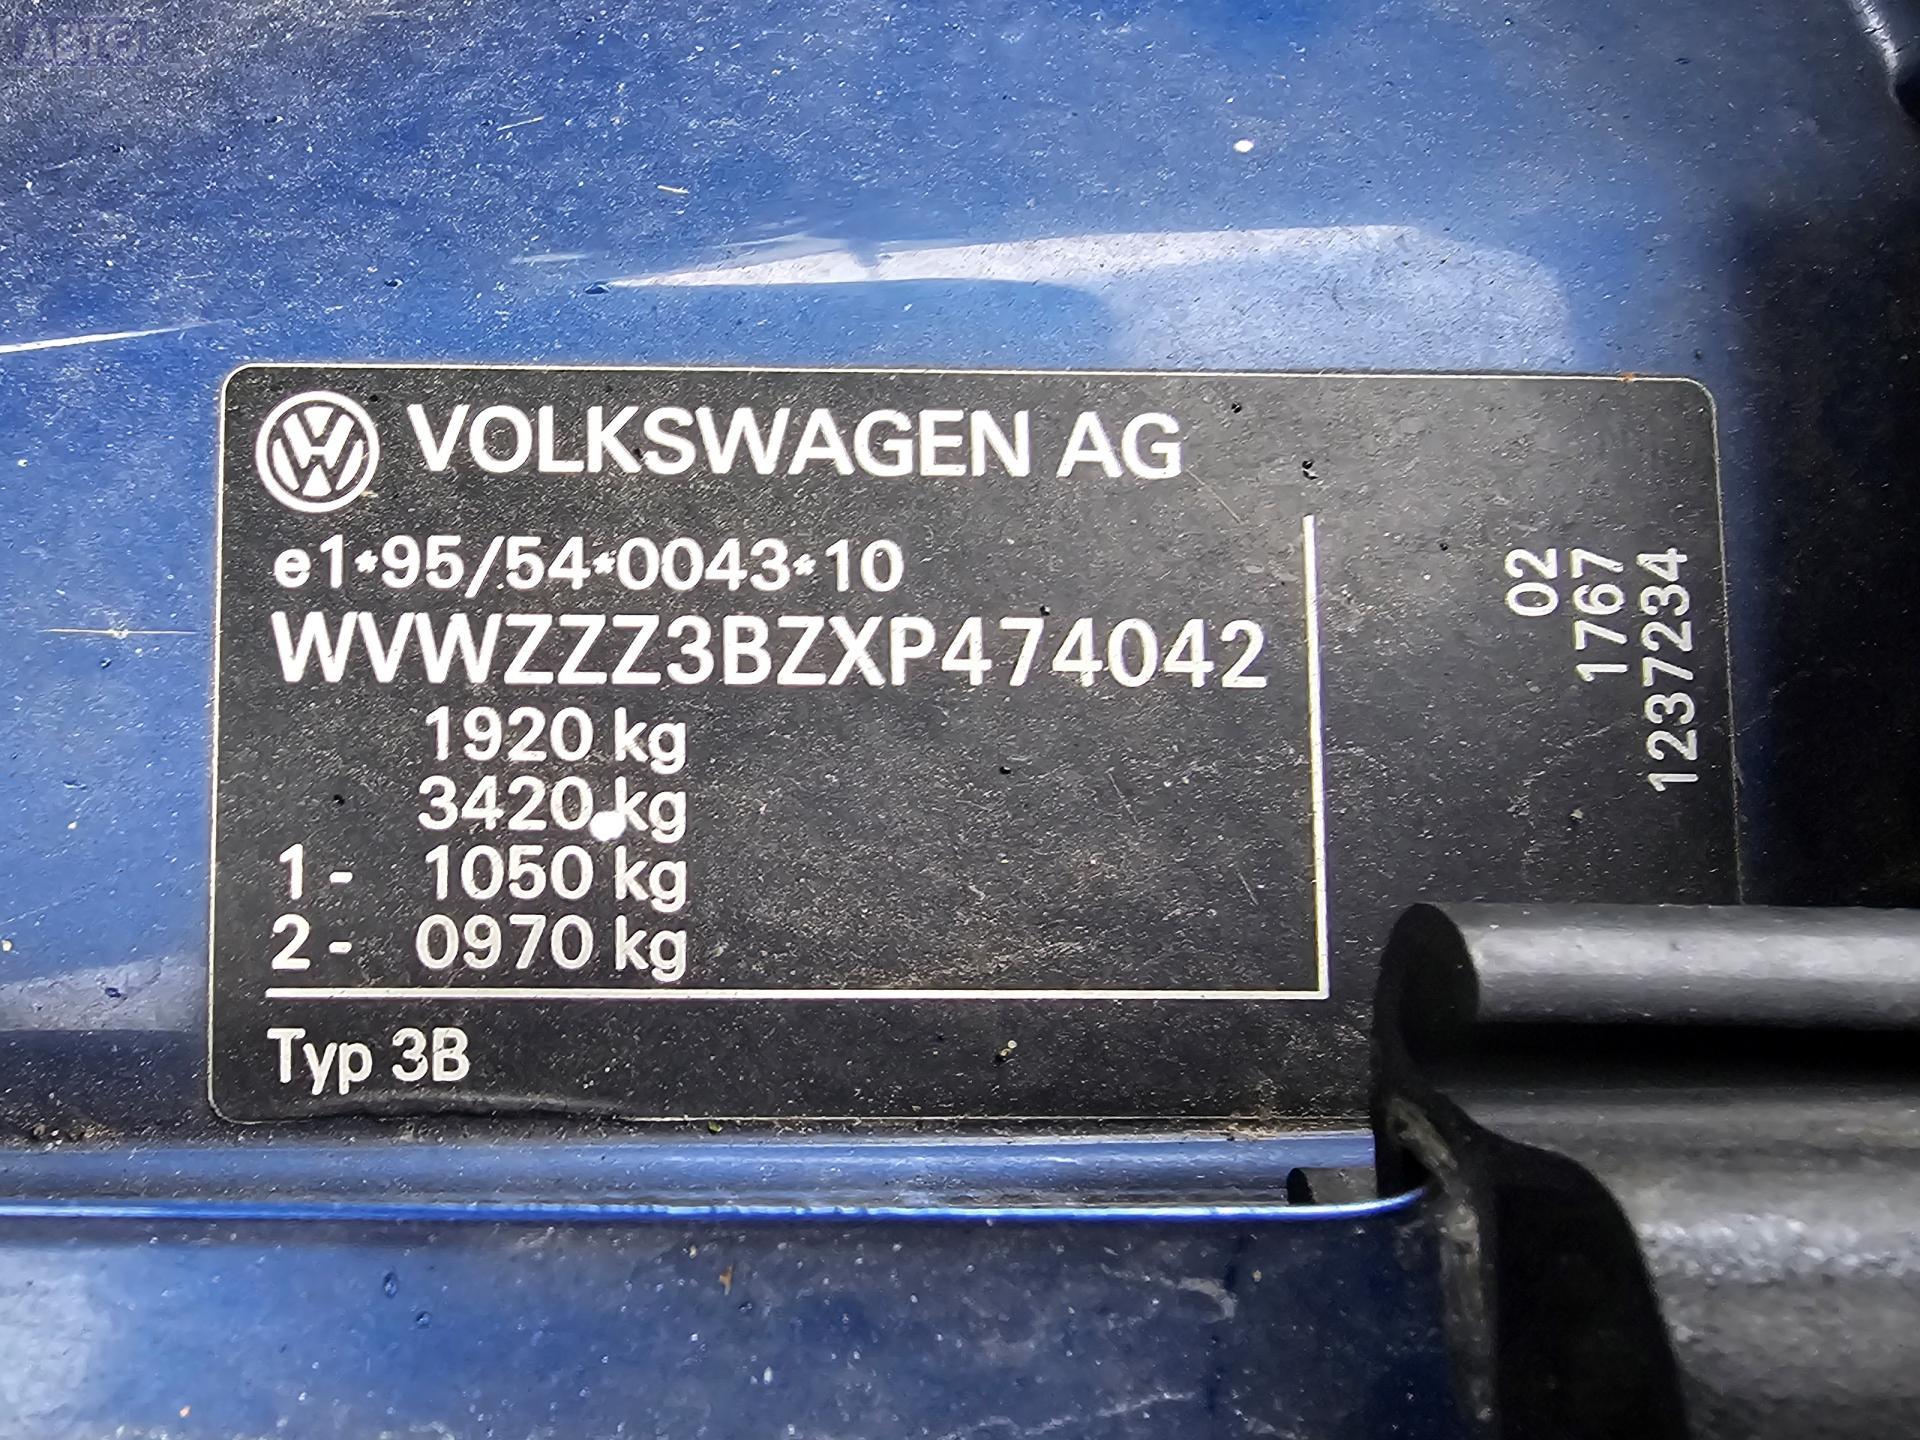 VOLKSWAGEN AG
e1*95/54*0043*10
WVWZZZ3BZXP474042
1920 kg
3420 kg
1- 1050 kg
2- 0970 kg
Typ 3B
02
1767
1237234